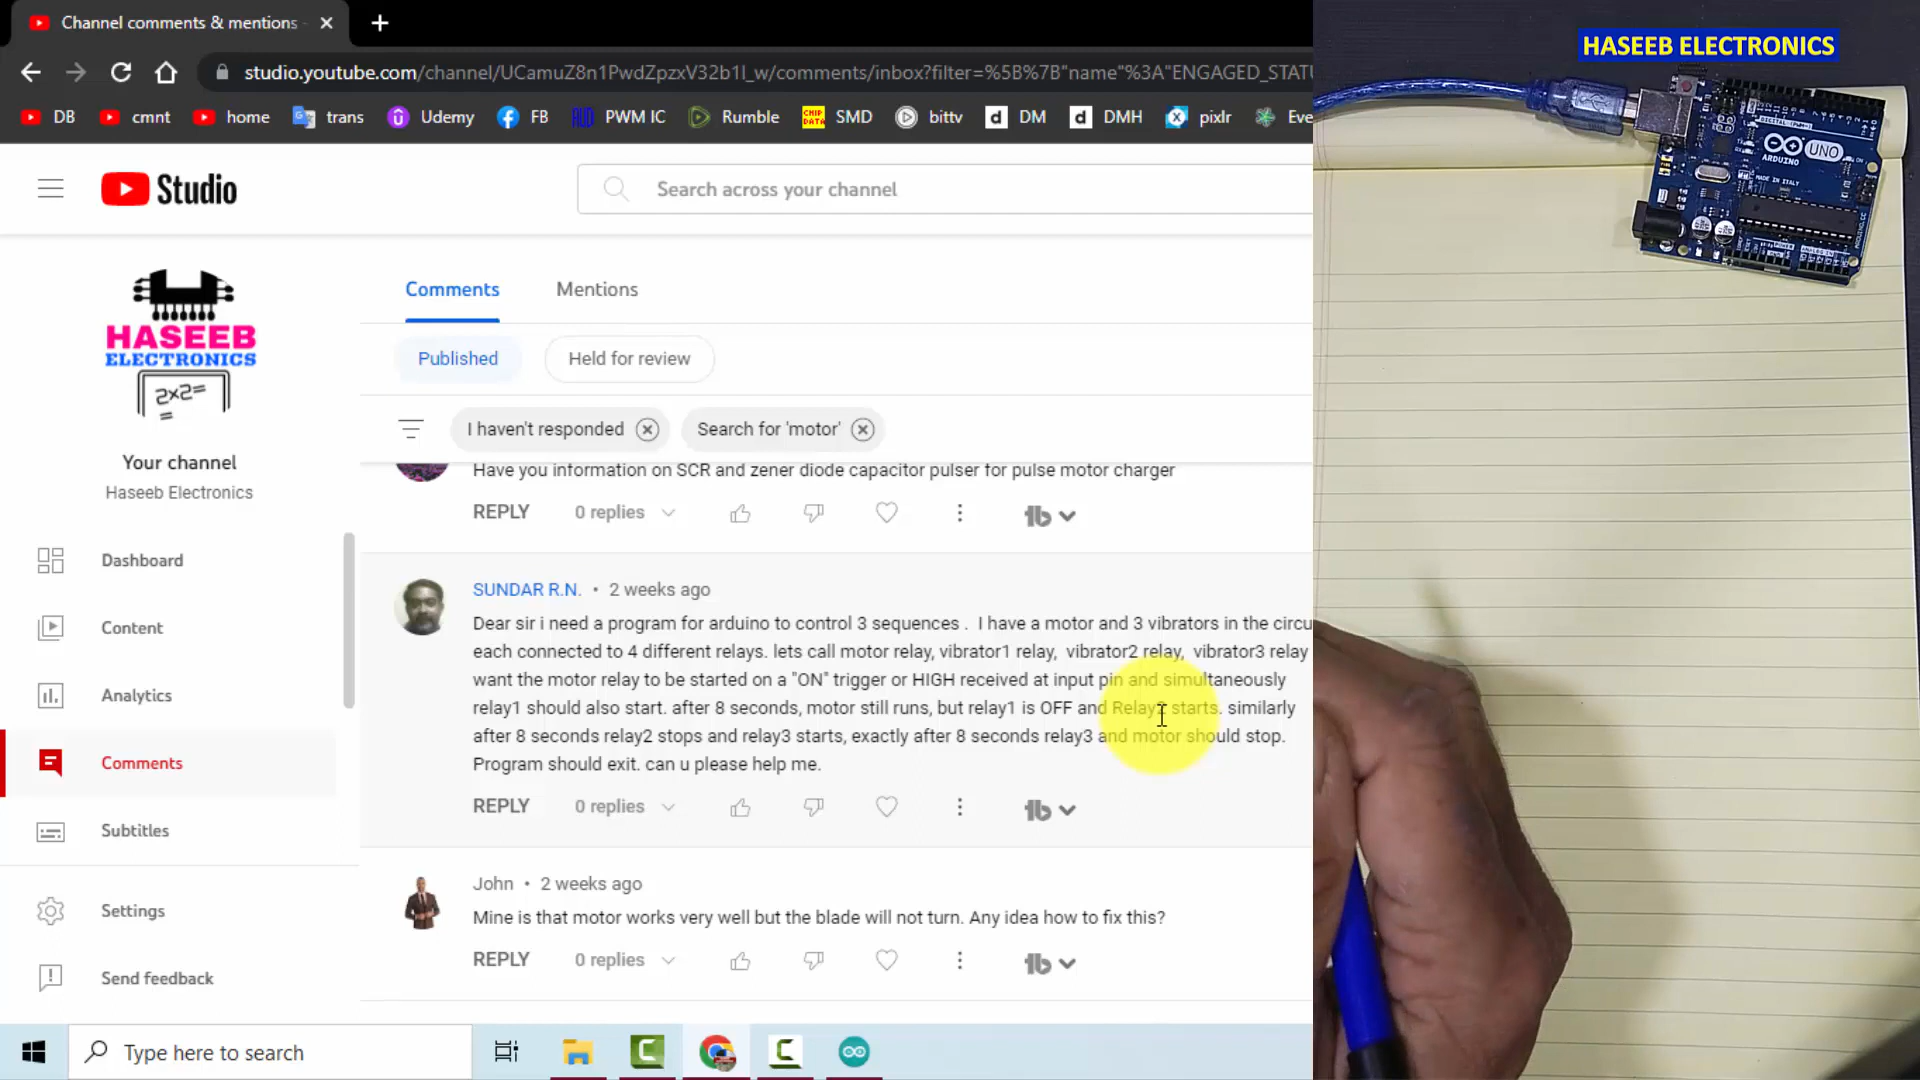 Channel comments & mentions
studio.youtube.com/channel/UCamuZ8n1PwdZpzxV32b1I_w/comments/inbox?filter=%5B%7B"name"%3A"ENGAGED_STATU
DB cmnt home trans Udemy FB PWM IC Rumble SMD bittv DM DMH pixlr Eve
Studio
Search across your channel
HASEEB
ELECTRONICS
2×2=
=
Your channel
Haseeb Electronics
Dashboard
Content
Analytics
Comments
Subtitles
Settings
Send feedback
Comments Mentions
Published Held for review
I haven't responded Search for 'motor'
Have you information on SCR and zener diode capacitor pulser for pulse motor charger
REPLY 0 replies
SUNDAR R.N. • 2 weeks ago
Dear sir i need a program for arduino to control 3 sequences . I have a motor and 3 vibrators in the circu
each connected to 4 different relays. lets call motor relay, vibrator1 relay, vibrator2 relay, vibrator3 relay
want the motor relay to be started on a "ON" trigger or HIGH received at input pin and simultaneously
relay1 should also start. after 8 seconds, motor still runs, but relay1 is OFF and Relay2 starts. similarly
after 8 seconds relay2 stops and relay3 starts, exactly after 8 seconds relay3 and motor should stop.
Program should exit. can u please help me.
REPLY 0 replies
John • 2 weeks ago
Mine is that motor works very well but the blade will not turn. Any idea how to fix this?
REPLY 0 replies
Type here to search
HASEEB ELECTRONICS
UNO
ARDUINO
MADE IN ITALY